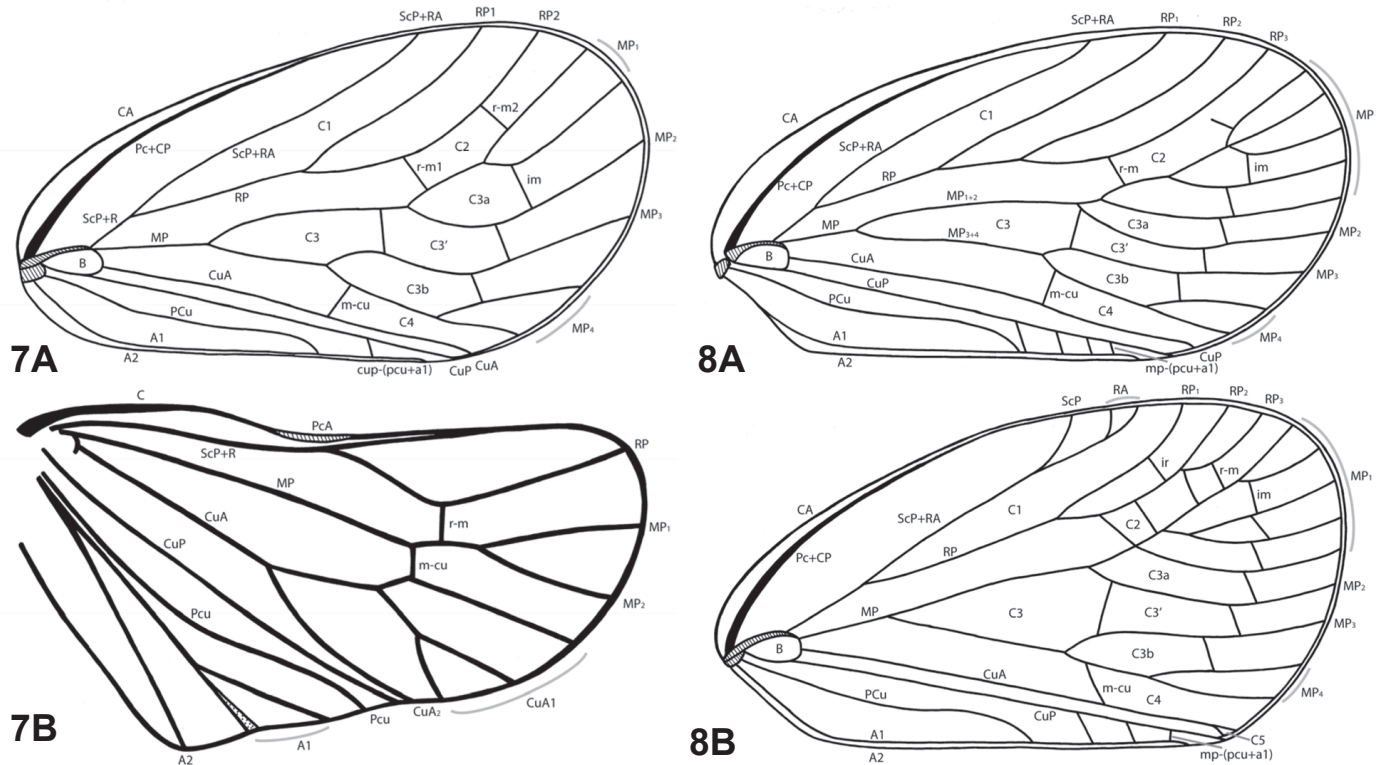 ScP+RA RP1 RP2
MP₁
CA
r-m2
C1
Pc+CP
MP₂
C2
ScP+RA
r-m1
im
RP
C3a
MP₃
ScP+R
MP
C3
C3′
B
CuA
C3b
m-cu
PCu
C4
MP₄
A1
7A
A2
cup-(pcu+a1) CuP CuA
ScP+RA RP₁ RP₂
RP₃
CA
C1
MP
ScP+RA
C2
r-m
im
RP
Pc+CP
MP₁₊₂
C3a
MP
C3
MP₂
MP₃₊₄
C3′
B
CuA
MP₃
C3b
CuP
m-cu
PCu
C4
A1
MP₄
8A
A2
CuP
mp-(pcu+a1)
C
PcA
RP
ScP+R
MP
CuA
r-m
MP₁
CuP
m-cu
MP₂
Pcu
CuA1
CuA₂
Pcu
7B
A1
A2
ScP RA RP₁ RP₂ RP₃
ir
r-m
MP₁
im
CA
C1
ScP+RA
C2
Pc+CP
RP
C3a
MP₂
MP
C3
C3′
MP₃
B
C3b
CuA
m-cu
C4
MP₄
PCu
CuP
A1
C5
8B
A2
mp-(pcu+a1)